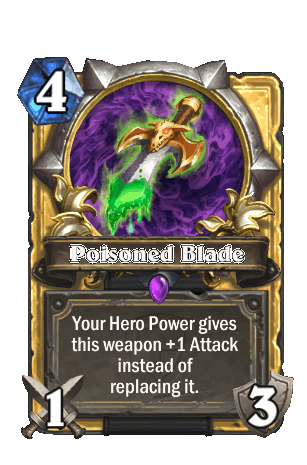 4
Poisoned Blade
Your Hero Power gives
this weapon +1 Attack
instead of
replacing it.
1
3